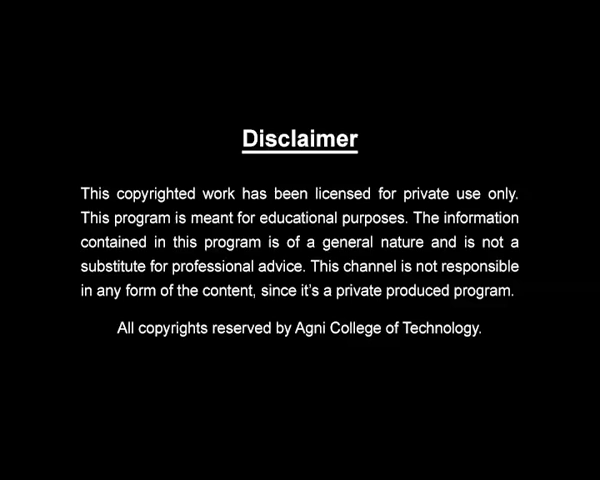 Disclaimer
This copyrighted work has been licensed for private use only.
This program is meant for educational purposes. The information
contained in this program is of a general nature and is not a
substitute for professional advice. This channel is not responsible
in any form of the content, since it's a private produced program.
All copyrights reserved by Agni College of Technology.